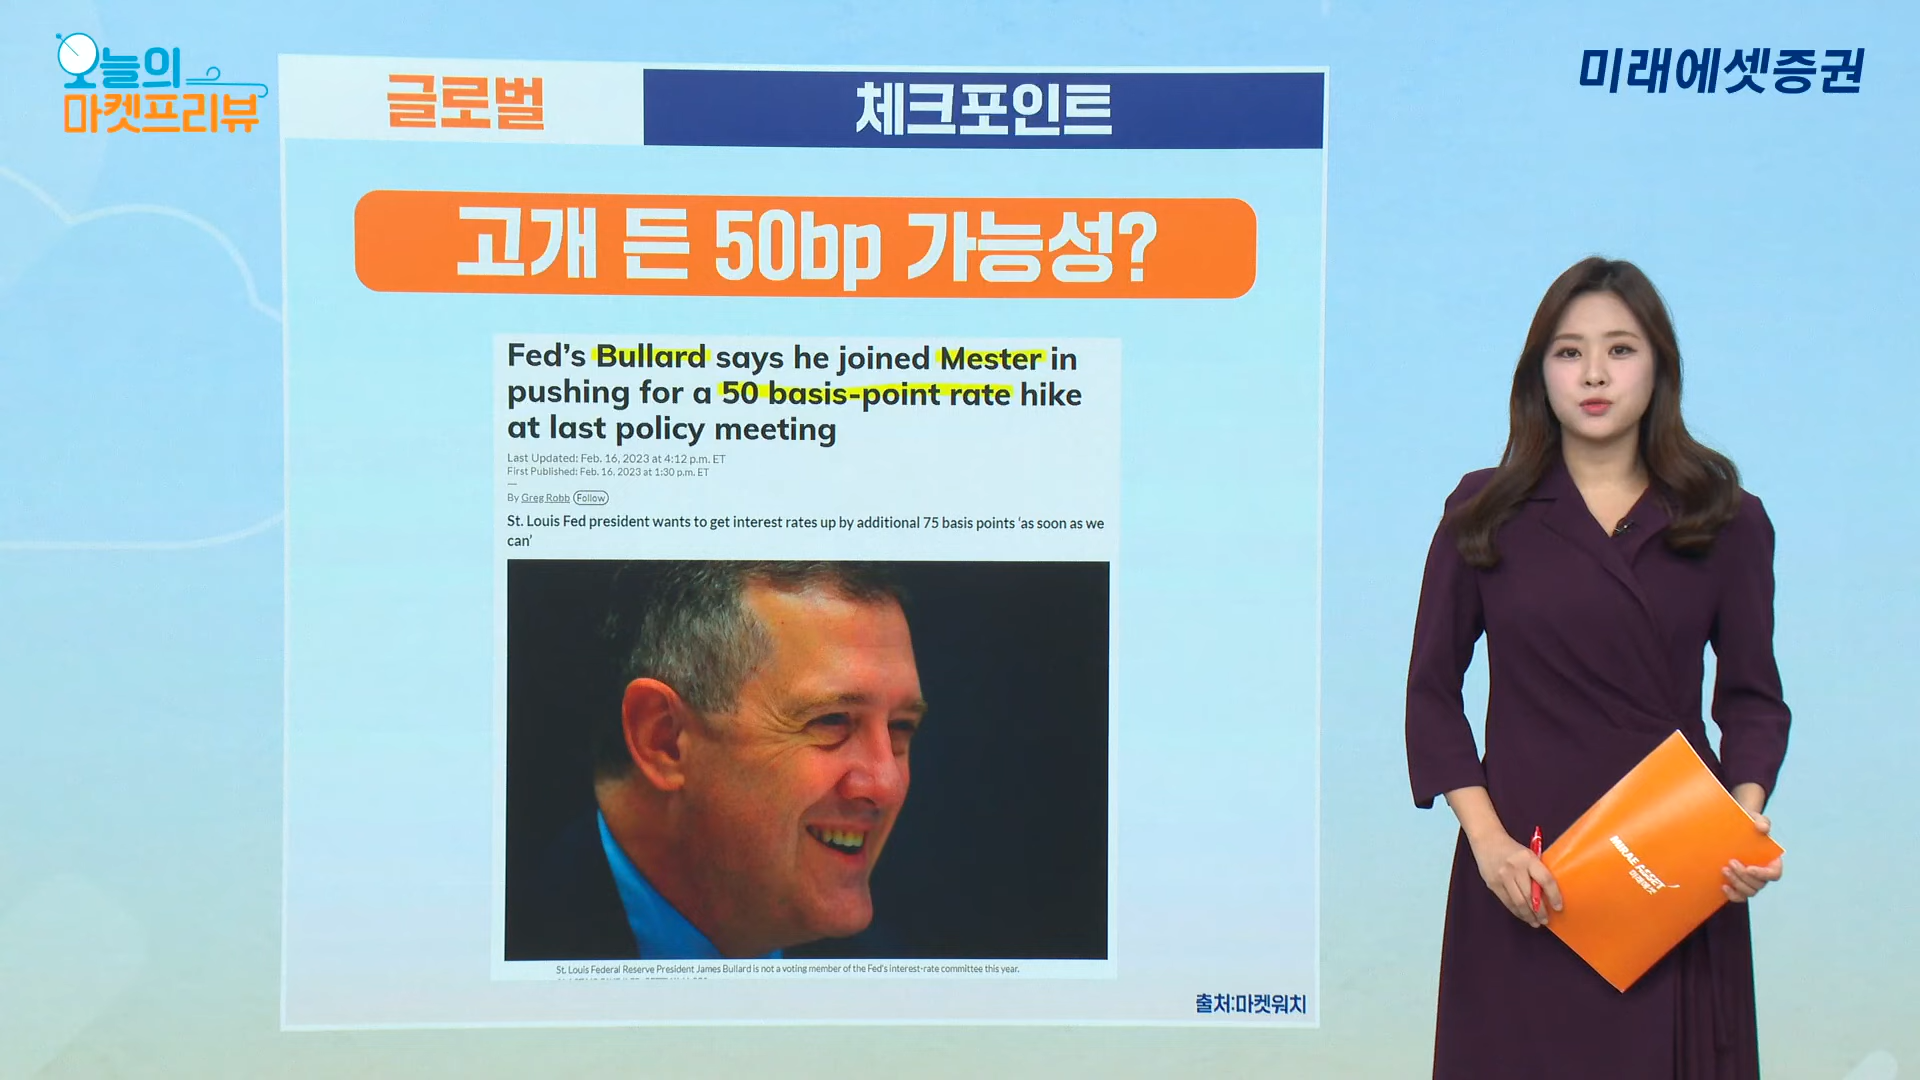 오늘의
마켓프리뷰
미래에셋증권
글로벌
체크포인트
고개 든 50bp 가능성?
Fed's Bullard says he joined Mester in
pushing for a 50 basis-point rate hike
at last policy meeting
Last Updated: Feb. 16, 2023 at 4:12 p.m. ET
First Published: Feb. 16, 2023 at 1:30 p.m. ET
By Greg Robb Follow
St. Louis Fed president wants to get interest rates up by additional 75 basis points 'as soon as we
can'
St. Louis Federal Reserve President James Bullard is not a voting member of the Fed's interest-rate committee this year.
출처:마켓워치
MIRAE ASSET
미래에셋